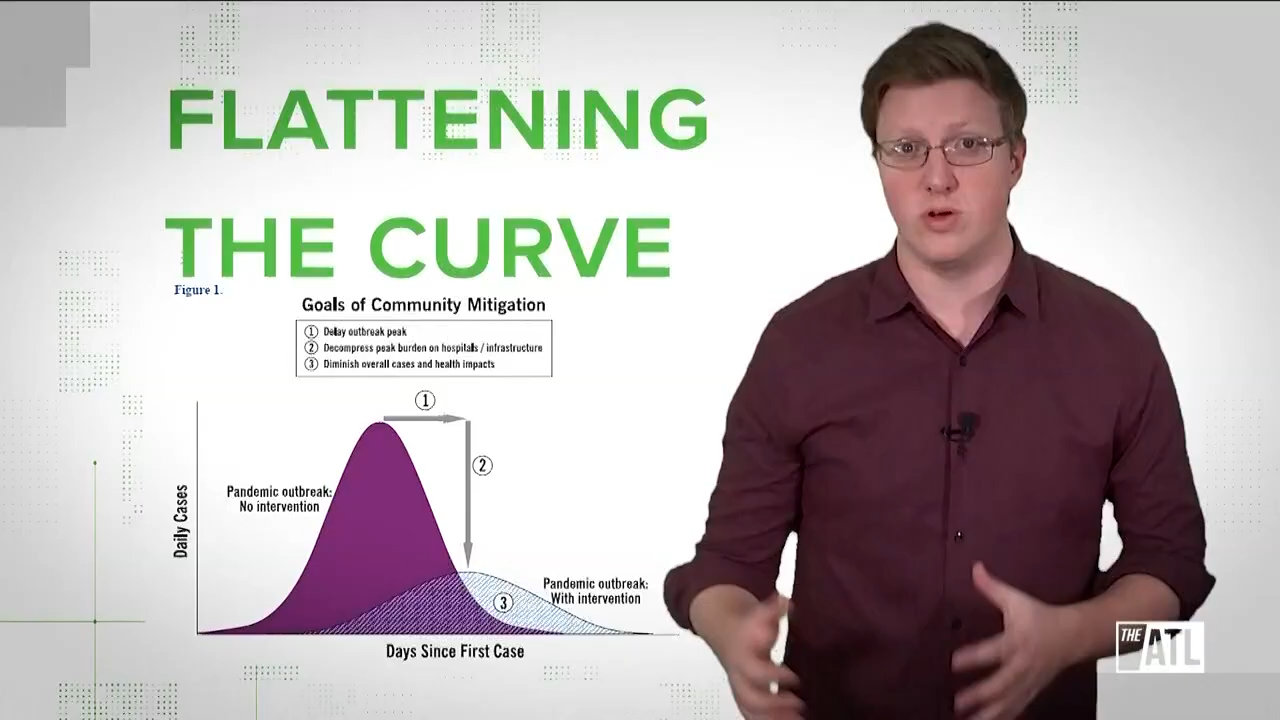 FLATTENING
THE CURVE
Figure 1.
Goals of Community Mitigation
① Delay outbreak peak
② Decompress peak burden on hospitals / infrastructure
③ Diminish overall cases and health impacts
①
②
Pandemic outbreak:
No intervention
Daily Cases
Pandemic outbreak:
With intervention
③
Days Since First Case
THE ATL